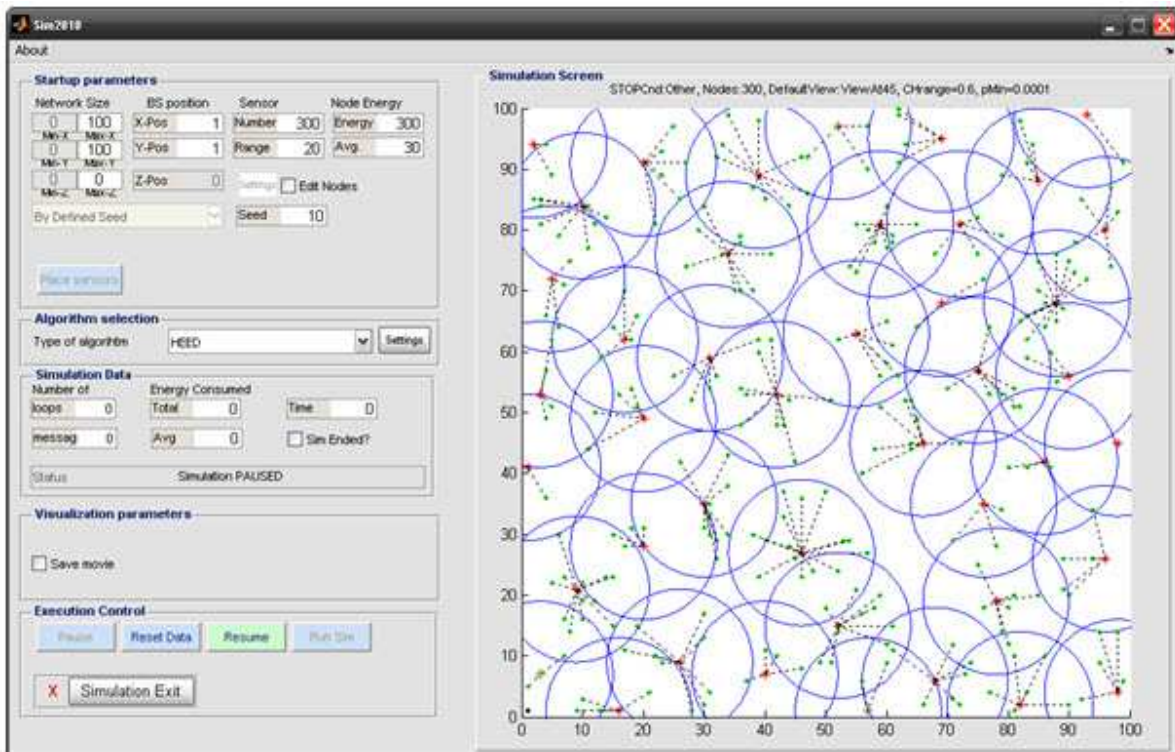 Sim2010
About
Startup parameters
Network Size BS position Sensor Node Energy
0 100 X-Pos 1 Number 300 Energy 300
Min-X Max-X
0 100 Y-Pos 1 Range 20 Avg 30
Min-Y Max-Y
0 0 Z-Pos 0 Settings Edit Nodes
Min-Z Max-Z
By Defined Seed Seed 10
Place sensors
Algorithm selection
Type of algorihtm HEED Settings
Simulation Data
Number of Energy Consumed
loops 0 Total 0 Time 0
messag 0 Avg 0 Sim Ended?
Status Simulation PAUSED
Visualization parameters
Save movie
Execution Control
Pause Reset Data Resume Run Sim
X Simulation Exit
Simulation Screen
STOPCnd:Other, Nodes:300, DefaultView:ViewAt45, CHrange=0.6, pMin=0.0001
100
90
80
70
60
50
40
30
20
10
0
0 10 20 30 40 50 60 70 80 90 100